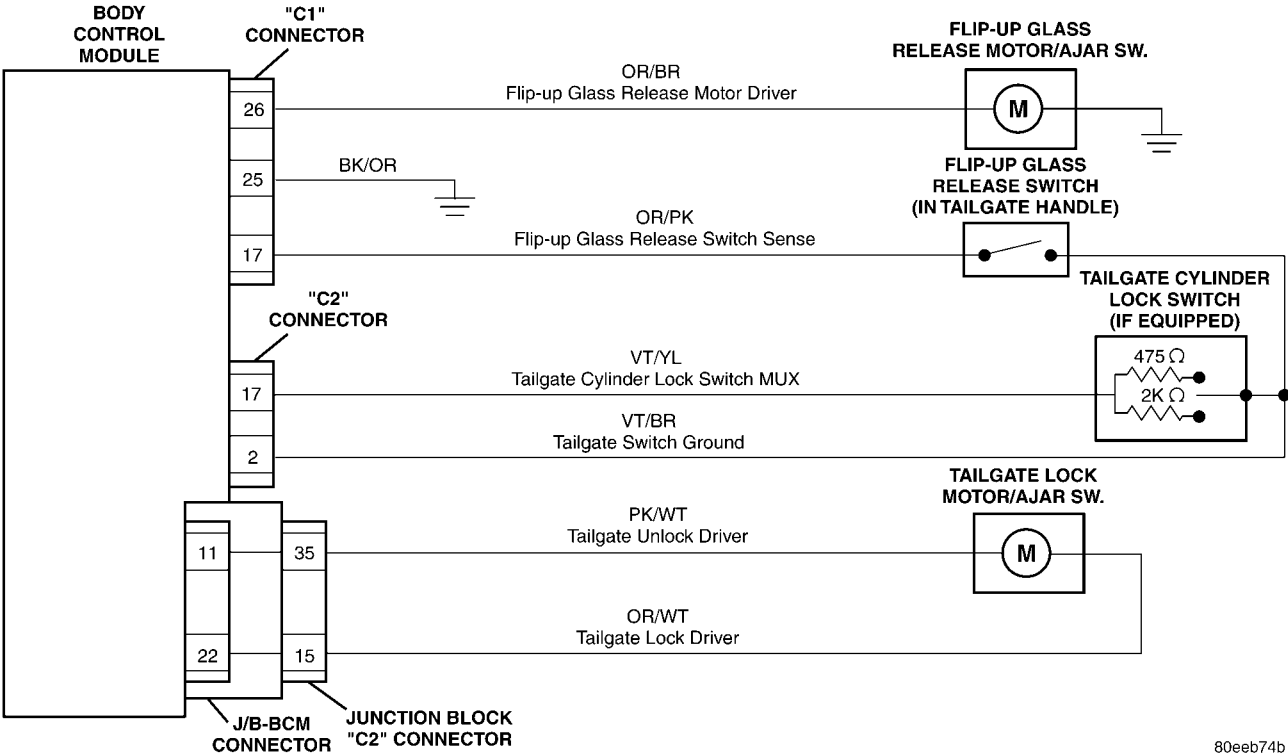 BODY
CONTROL
MODULE
"C1"
CONNECTOR
FLIP-UP GLASS
RELEASE MOTOR/AJAR SW.
OR/BR
Flip-up Glass Release Motor Driver
26
M
BK/OR
25
FLIP-UP GLASS
RELEASE SWITCH
(IN TAILGATE HANDLE)
OR/PK
Flip-up Glass Release Switch Sense
17
"C2"
CONNECTOR
TAILGATE CYLINDER
LOCK SWITCH
(IF EQUIPPED)
VT/YL
Tailgate Cylinder Lock Switch MUX
17
475 Ω
2K Ω
VT/BR
Tailgate Switch Ground
2
TAILGATE LOCK
MOTOR/AJAR SW.
PK/WT
Tailgate Unlock Driver
11
35
M
OR/WT
Tailgate Lock Driver
22
15
J/B-BCM
CONNECTOR
JUNCTION BLOCK
"C2" CONNECTOR
80eeb74b